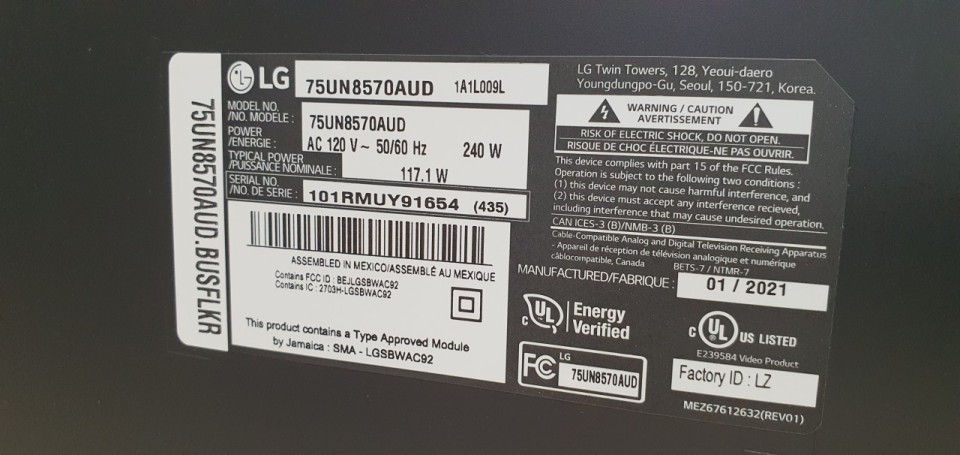 75UN8570AUD.BUSFLKR
LG
75UN8570AUD 1A1L009L
MODEL NO.
/NO. MODELE : 75UN8570AUD
POWER
/ENERGIE : AC 120 V~ 50/60 Hz 240 W
TYPICAL POWER
/PUISSANCE NOMINALE : 117.1 W
SERIAL NO.
/NO. DE SÉRIE : 101RMUY91654 (435)
ASSEMBLED IN MEXICO/ASSEMBLÉ AU MEXIQUE
Contains FCC ID : BEJLGSBWAC92
Contains IC : 2703H-LGSBWAC92
This product contains a Type Approved Module
by Jamaica : SMA - LGSBWAC92
LG Twin Towers, 128, Yeoui-daero
Youngdungpo-Gu, Seoul, 150-721, Korea.
WARNING / CAUTION
AVERTISSEMENT
RISK OF ELECTRIC SHOCK, DO NOT OPEN.
RISQUE DE CHOC ÉLECTRIQUE-NE PAS OUVRIR.
This device complies with part 15 of the FCC Rules.
Operation is subject to the following two conditions :
(1) this device may not cause harmful interference, and
(2) this device must accept any interference recieved,
including interference that may cause undesired operation.
CAN ICES-3 (B)/NMB-3 (B)
Cable-Compatible Analog and Digital Television Receiving Apparatus
- Appareil de réception de télévision analogique et numérique
câblocompatible, Canada BETS-7 / NTMR-7
MANUFACTURED/FABRIQUE : 01 / 2021
C UL Energy
Verified
C UL US LISTED
E239584 Video Product
FC LG
75UN8570AUD
Factory ID : LZ
MEZ67612632(REV01)